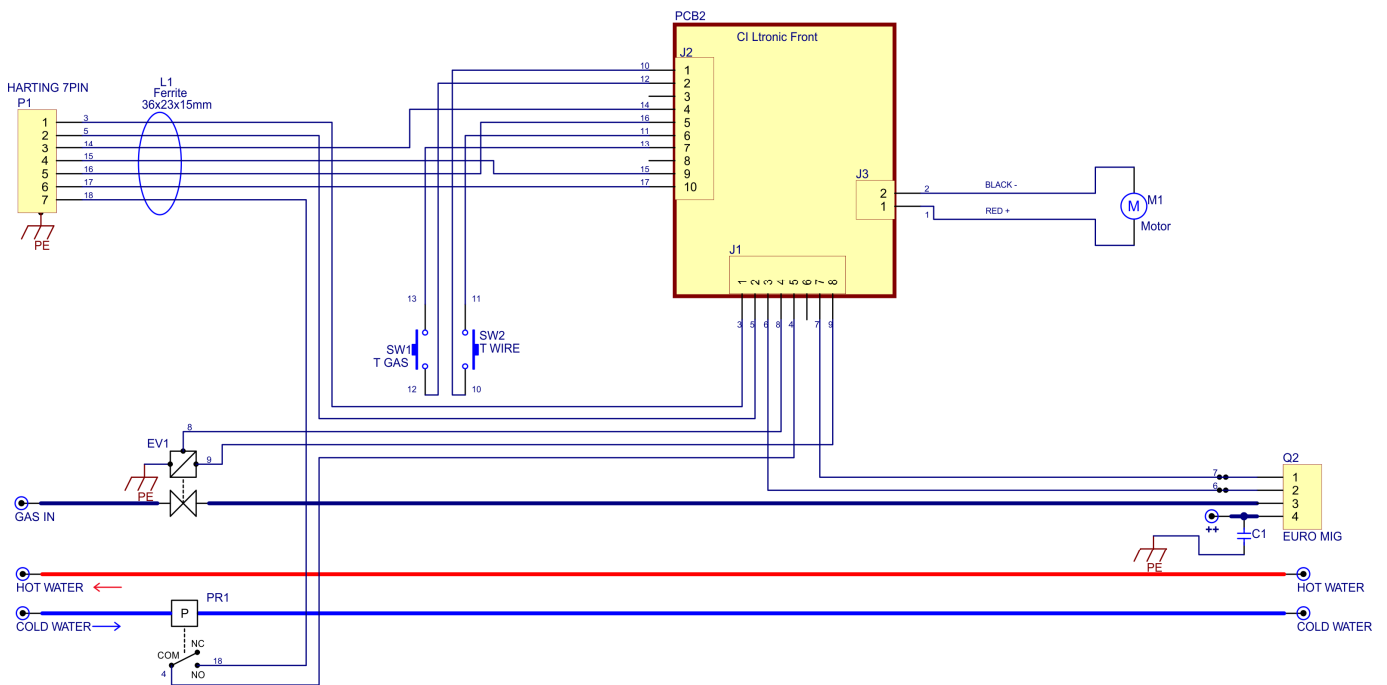 PCB2
CI Ltronic Front
J2
10 1
12 2
3
14 4
16 5
11 6
13 7
8
15 9
17 10
HARTING 7PIN
P1
L1
Ferrite
36x23x15mm
1 3
2 5
3 14
4 15
5 16
6 17
7 18
PE
J3
2 2 BLACK -
1 1 RED +
M M1
Motor
J1
1 2 3 4 5 6 7 8
3 5 6 8 4 7 9
13 11
SW1
T GAS
SW2
T WIRE
12 10
EV1
8
9
PE
GAS IN
Q2
7 1
6 2
3
4
++
C1
EURO MIG
PE
HOT WATER
HOT WATER
PR1
P
COLD WATER
COLD WATER
NC
COM
18
4
NO